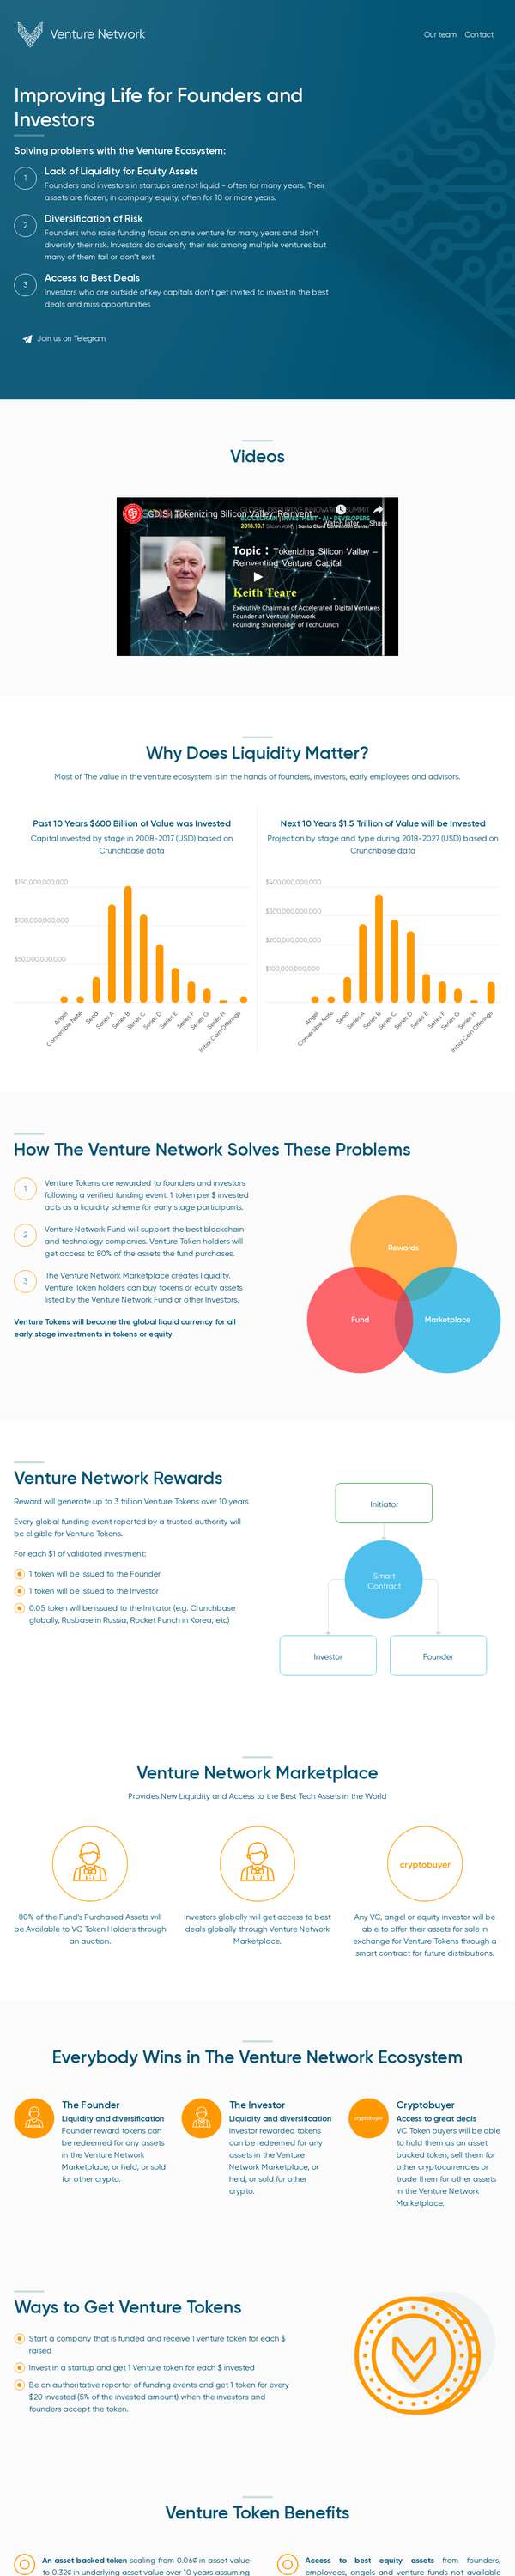 Venture Network
Our team Contact
Improving Life for Founders and
Investors
Solving problems with the Venture Ecosystem:
1
Lack of Liquidity for Equity Assets
Founders and investors in startups are not liquid - often for many years. Their
assets are frozen, in company equity, often for 10 or more years.
2
Diversification of Risk
Founders who raise funding focus on one venture for many years and don't
diversify their risk. Investors do diversify their risk among multiple ventures but
many of them fail or don't exit.
3
Access to Best Deals
Investors who are outside of key capitals don't get invited to invest in the best
deals and miss opportunities
Join us on Telegram
Videos
GDIS | Tokenizing Silicon Valley: Reinvent...
GLOBAL DISRUPTIVE INNOVATION SUMMIT
BLOCKCHAIN | INVESTMENT • AI • DEVELOPERS
2018.10.1 Silicon Valley | Santa Clara Convention Center
Watch later
Share
Topic : Tokenizing Silicon Valley –
Reinventing Venture Capital
Keith Teare
Executive Chairman of Accelerated Digital Ventures
Founder at Venture Network
Founding Shareholder of TechCrunch
Why Does Liquidity Matter?
Most of The value in the venture ecosystem is in the hands of founders, investors, early employees and advisors.
Past 10 Years $600 Billion of Value was Invested
Capital invested by stage in 2008-2017 (USD) based on
Crunchbase data
$150,000,000,000
$100,000,000,000
$50,000,000,000
Angel
Convertible Note
Seed
Series A
Series B
Series C
Series D
Series E
Series F
Series G
Series H
Initial Coin Offerings
Next 10 Years $1.5 Trillion of Value will be Invested
Projection by stage and type during 2018-2027 (USD) based on
Crunchbase data
$400,000,000,000
$300,000,000,000
$200,000,000,000
$100,000,000,000
Angel
Convertible Note
Seed
Series A
Series B
Series C
Series D
Series E
Series F
Series G
Series H
Initial Coin Offerings
How The Venture Network Solves These Problems
1
Venture Tokens are rewarded to founders and investors
following a verified funding event. 1 token per $ invested
acts as a liquidity scheme for early stage participants.
2
Venture Network Fund will support the best blockchain
and technology companies. Venture Token holders will
get access to 80% of the assets the fund purchases.
3
The Venture Network Marketplace creates liquidity.
Venture Token holders can buy tokens or equity assets
listed by the Venture Network Fund or other Investors.
Venture Tokens will become the global liquid currency for all
early stage investments in tokens or equity
Rewards
Fund
Marketplace
Venture Network Rewards
Reward will generate up to 3 trillion Venture Tokens over 10 years
Every global funding event reported by a trusted authority will
be eligible for Venture Tokens.
For each $1 of validated investment:
1 token will be issued to the Founder
1 token will be issued to the Investor
0.05 token will be issued to the Initiator (e.g. Crunchbase
globally, Rusbase in Russia, Rocket Punch in Korea, etc)
Initiator
Smart
Contract
Investor
Founder
Venture Network Marketplace
Provides New Liquidity and Access to the Best Tech Assets in the World
80% of the Fund's Purchased Assets will
be Available to VC Token Holders through
an auction.
Investors globally will get access to best
deals globally through Venture Network
Marketplace.
cryptobuyer
Any VC, angel or equity investor will be
able to offer their assets for sale in
exchange for Venture Tokens through a
smart contract for future distributions.
Everybody Wins in The Venture Network Ecosystem
The Founder
Liquidity and diversification
Founder reward tokens can
be redeemed for any assets
in the Venture Network
Marketplace, or held, or sold
for other crypto.
The Investor
Liquidity and diversification
Investor rewarded tokens
can be redeemed for any
assets in the Venture
Network Marketplace, or
held, or sold for other
crypto.
cryptobuyer
Cryptobuyer
Access to great deals
VC Token buyers will be able
to hold them as an asset
backed token, sell them for
other cryptocurrencies or
trade them for other assets
in the Venture Network
Marketplace.
Ways to Get Venture Tokens
Start a company that is funded and receive 1 venture token for each $
raised
Invest in a startup and get 1 Venture token for each $ invested
Be an authoritative reporter of funding events and get 1 token for every
$20 invested (5% of the invested amount) when the investors and
founders accept the token.
Venture Token Benefits
An asset backed token scaling from 0.06¢ in asset value
to 0.32¢ in underlying asset value over 10 years assuming
Access to best equity assets from founders,
employees, angels and venture funds not available